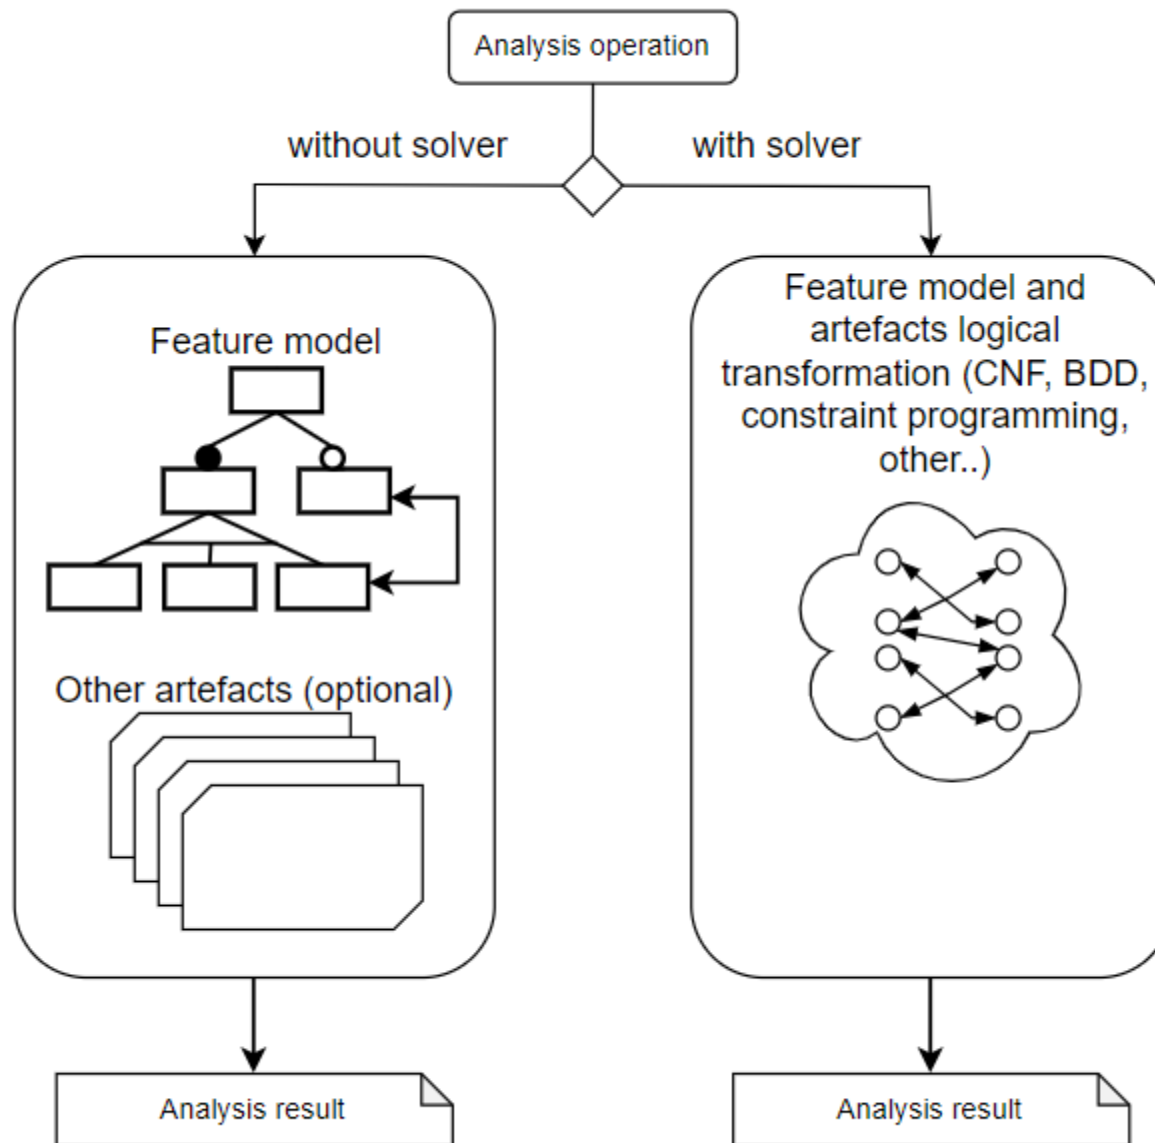 Analysis operation
without solver
with solver
Feature model
Other artefacts (optional)
Analysis result
Feature model and
artefacts logical
transformation (CNF, BDD,
constraint programming,
other..)
Analysis result